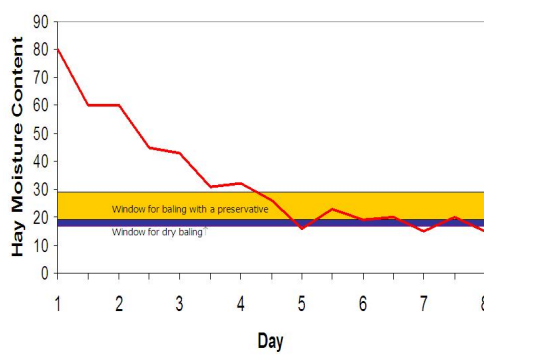 90
80
70
60
50
40
30
20
10
0
Hay Moisture Content
Window for baling with a preservative
Window for dry baling
1 2 3 4 5 6 7 8
Day